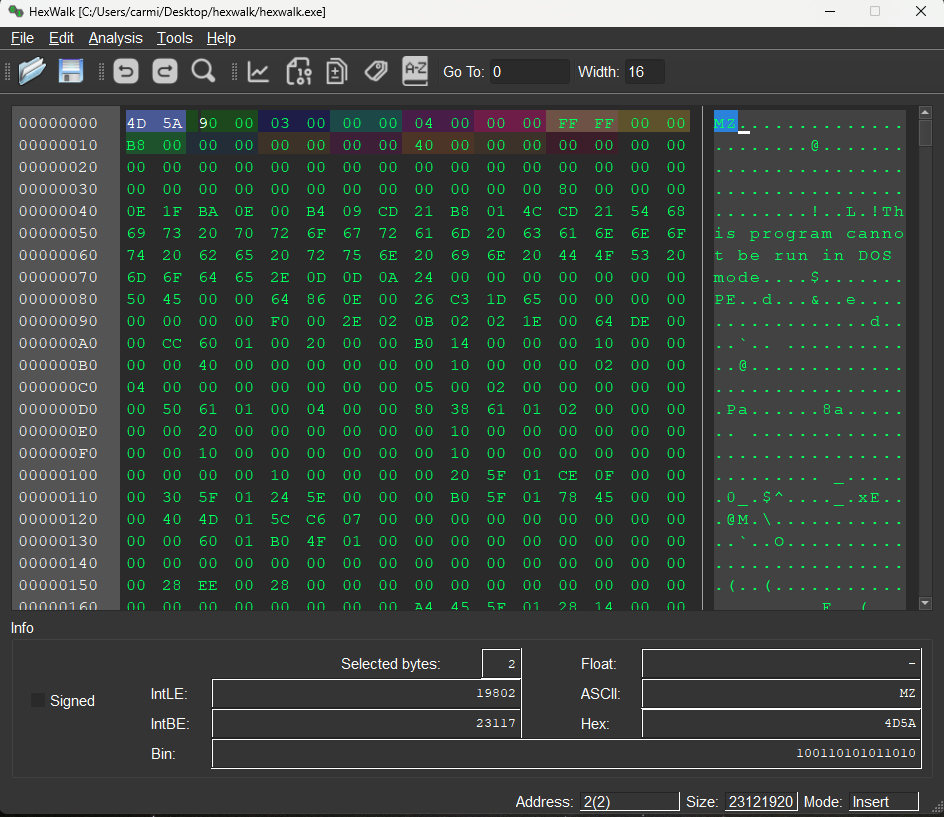 HexWalk [C:/Users/carmi/Desktop/hexwalk/hexwalk.exe]
File Edit Analysis Tools Help
A-Z Go To: 0 Width: 16
00000000 4D 5A 90 00 03 00 00 00 04 00 00 00 FF FF 00 00 MZ..............
00000010 B8 00 00 00 00 00 00 00 40 00 00 00 00 00 00 00 ........@.......
00000020 00 00 00 00 00 00 00 00 00 00 00 00 00 00 00 00 ................
00000030 00 00 00 00 00 00 00 00 00 00 00 00 80 00 00 00 ................
00000040 0E 1F BA 0E 00 B4 09 CD 21 B8 01 4C CD 21 54 68 ........!..L.!Th
00000050 69 73 20 70 72 6F 67 72 61 6D 20 63 61 6E 6E 6F is program canno
00000060 74 20 62 65 20 72 75 6E 20 69 6E 20 44 4F 53 20 t be run in DOS
00000070 6D 6F 64 65 2E 0D 0D 0A 24 00 00 00 00 00 00 00 mode....$.......
00000080 50 45 00 00 64 86 0E 00 26 C3 1D 65 00 00 00 00 PE..d...&..e....
00000090 00 00 00 00 F0 00 2E 02 0B 02 02 1E 00 64 DE 00 .............d..
000000A0 00 CC 60 01 00 20 00 00 B0 14 00 00 00 10 00 00 ..`.. ..........
000000B0 00 00 40 00 00 00 00 00 00 10 00 00 00 02 00 00 ..@.............
000000C0 04 00 00 00 00 00 00 00 05 00 02 00 00 00 00 00 ................
000000D0 00 50 61 01 00 04 00 00 80 38 61 01 02 00 00 00 .Pa......8a.....
000000E0 00 00 20 00 00 00 00 00 00 10 00 00 00 00 00 00 .. .............
000000F0 00 00 10 00 00 00 00 00 00 10 00 00 00 00 00 00 ................
00000100 00 00 00 00 10 00 00 00 00 20 5F 01 CE 0F 00 00 ......... _.....
00000110 00 30 5F 01 24 5E 00 00 00 B0 5F 01 78 45 00 00 .0_.$^...._.xE..
00000120 00 40 4D 01 5C C6 07 00 00 00 00 00 00 00 00 00 .@M.\...........
00000130 00 00 60 01 B0 4F 01 00 00 00 00 00 00 00 00 00 ..`..O..........
00000140 00 00 00 00 00 00 00 00 00 00 00 00 00 00 00 00 ................
00000150 00 28 EE 00 28 00 00 00 00 00 00 00 00 00 00 00 .(..(...........
00000160 00 00 00 00 00 00 00 00 A4 45 5F 01 28 14 00 00 .........E_.(...
Info
Selected bytes: 2 Float: –
Signed IntLE: 19802 ASCII: MZ
IntBE: 23117 Hex: 4D5A
Bin: 100110101011010
Address: 2(2) Size: 23121920 Mode: Insert